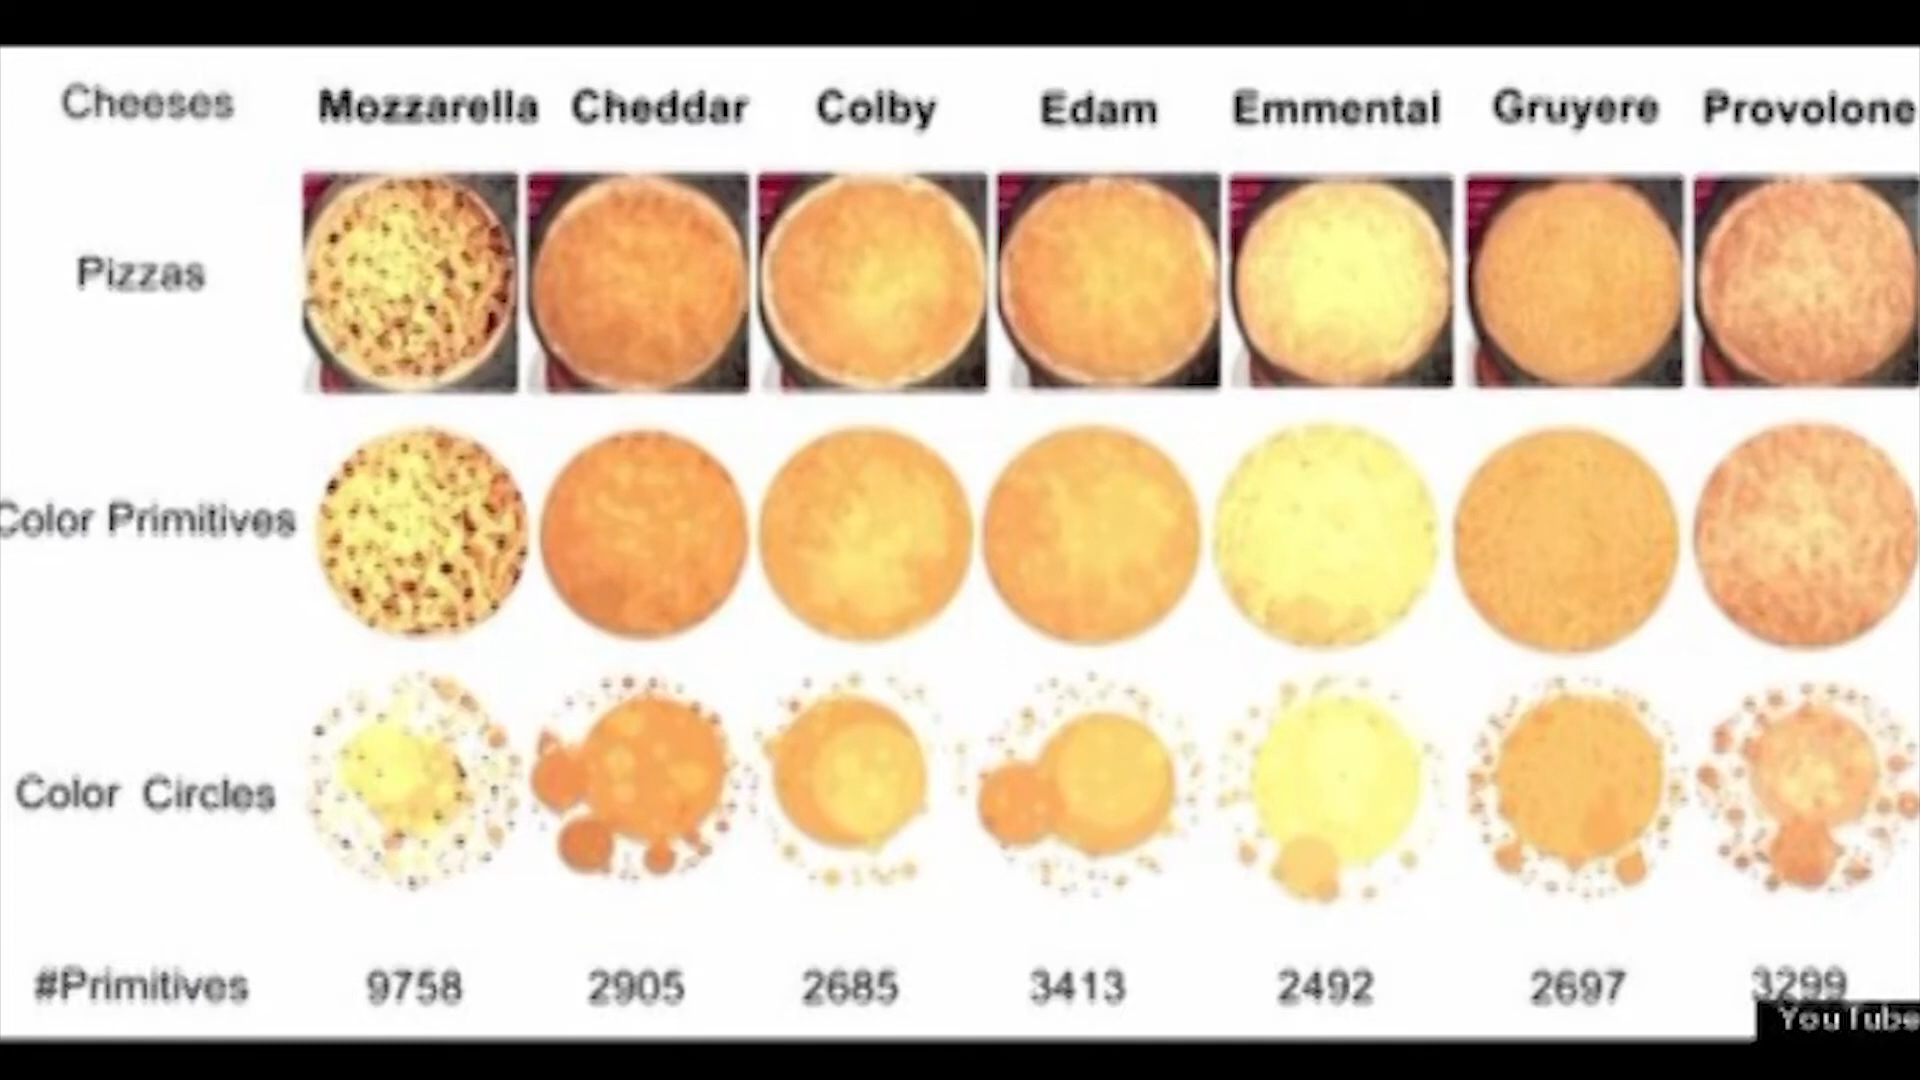 Cheeses Mozzarella Cheddar Colby Edam Emmental Gruyere Provolone
Pizzas
Color Primitives
Color Circles
#Primitives 9758 2905 2685 3413 2492 2697 3299
YouTube